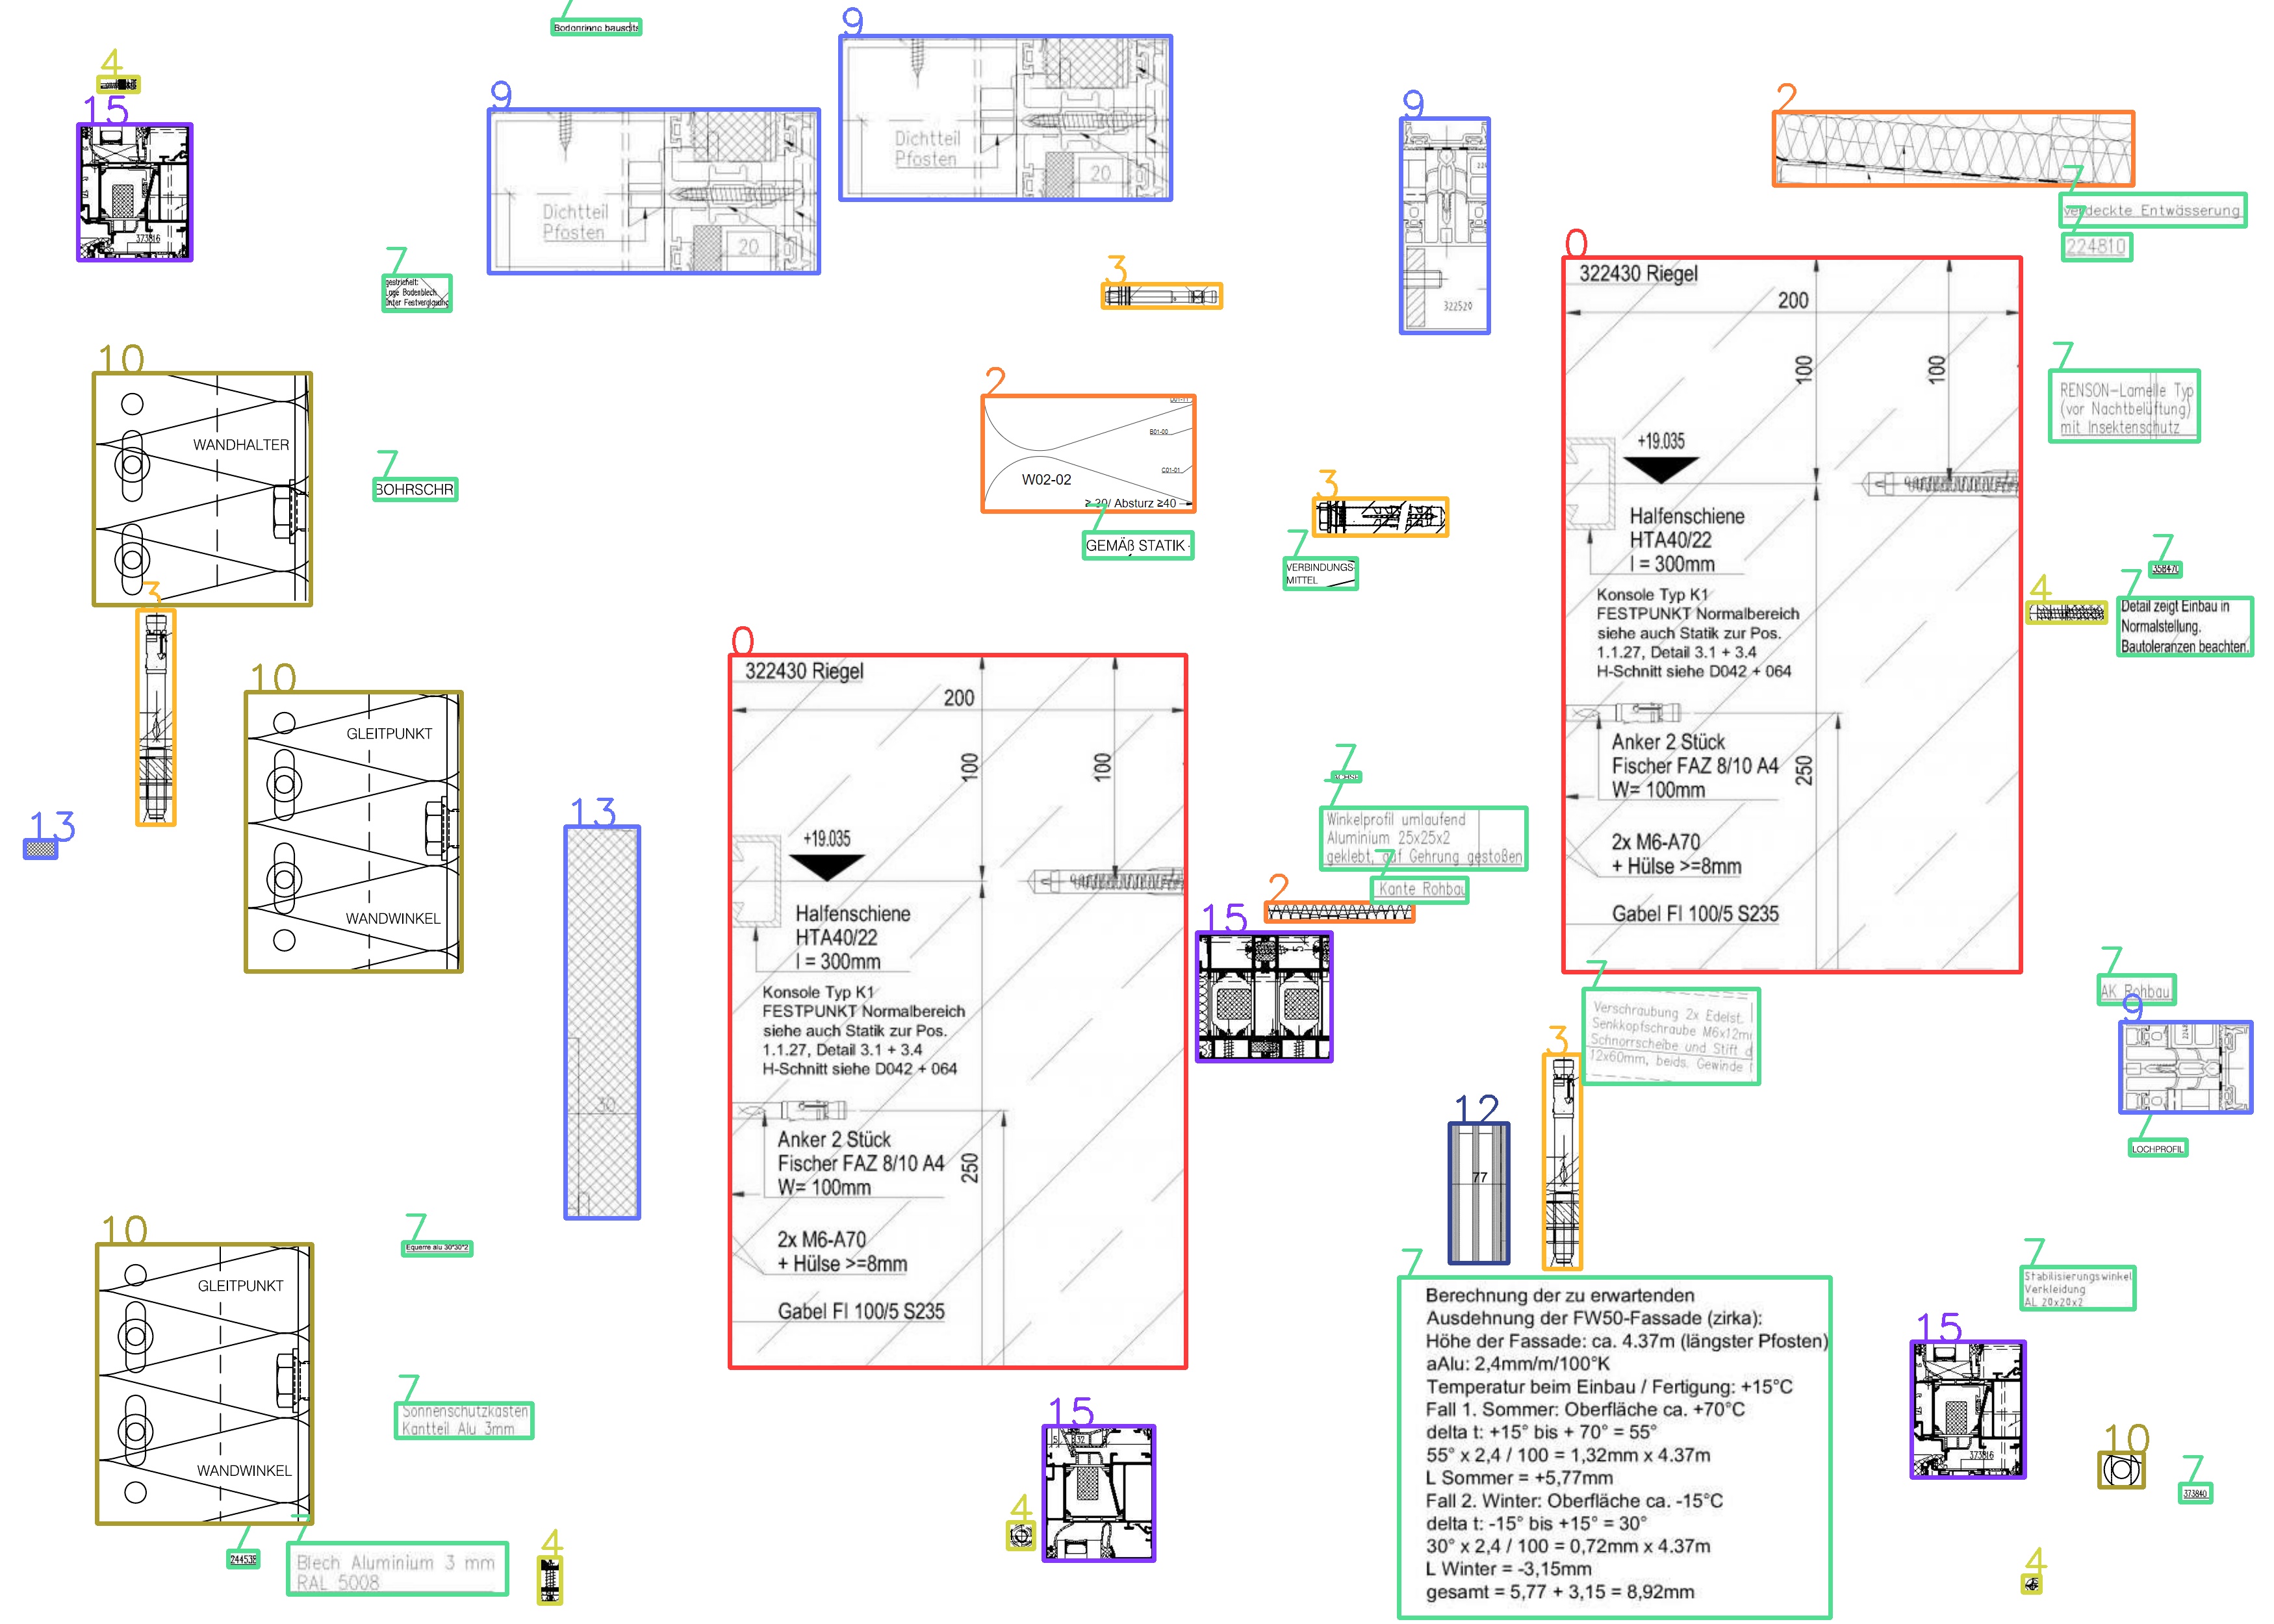 7
Bodenrinne bauseits
9
4
15
373816
9
Dichtteil
Pfosten
20
Dichtteil
Pfosten
20
9
322520
2
7
verdeckte Entwässerung
7
224810
7
gestrichelt:
Lage Bodenblech
unter Festverglasung
3
0
322430 Riegel
200
100
100
+19.035
Halfenschiene
HTA40/22
l = 300mm
Konsole Typ K1
FESTPUNKT Normalbereich
siehe auch Statik zur Pos.
1.1.27, Detail 3.1 + 3.4
H-Schnitt siehe D042 + 064
Anker 2 Stück
Fischer FAZ 8/10 A4
W= 100mm
250
2x M6-A70
+ Hülse >=8mm
Gabel Fl 100/5 S235
7
RENSON-Lamelle Typ
(vor Nachtbelüftung)
mit Insektenschutz
10
WANDHALTER
7
BOHRSCHR
2
B01-00
C01-01
W02-02
≥ 30/ Absturz ≥40
7
GEMÄß STATIK
3
7
VERBINDUNGS-
MITTEL
7
358470
4
7
Detail zeigt Einbau in
Normalstellung.
Bautoleranzen beachten.
3
10
GLEITPUNKT
WANDWINKEL
13
13
30
0
322430 Riegel
200
100
100
+19.035
Halfenschiene
HTA40/22
l = 300mm
Konsole Typ K1
FESTPUNKT Normalbereich
siehe auch Statik zur Pos.
1.1.27, Detail 3.1 + 3.4
H-Schnitt siehe D042 + 064
Anker 2 Stück
Fischer FAZ 8/10 A4
W= 100mm
250
2x M6-A70
+ Hülse >=8mm
Gabel Fl 100/5 S235
7
7
Winkelprofil umlaufend
Aluminium 25x25x2
geklebt, auf Gehrung gestoßen
7
Kante Rohbau
2
15
7
Verschraubung 2x Edelst.
Senkkopfschraube M6x12m
Schnorrscheibe und Stift d
12x60mm, beids. Gewinde
3
12
77
7
AK Rohbau
9
7
LOCHPROFIL
10
GLEITPUNKT
WANDWINKEL
7
Equerre alu 30*30*2
7
Sonnenschutzkasten
Kantteil Alu 3mm
7
244538
7
Blech Aluminium 3 mm
RAL 5008
4
4
15
32
7
Berechnung der zu erwartenden
Ausdehnung der FW50-Fassade (zirka):
Höhe der Fassade: ca. 4.37m (längster Pfosten)
aAlu: 2,4mm/m/100°K
Temperatur beim Einbau / Fertigung: +15°C
Fall 1. Sommer: Oberfläche ca. +70°C
delta t: +15° bis + 70° = 55°
55° x 2,4 / 100 = 1,32mm x 4.37m
L Sommer = +5,77mm
Fall 2. Winter: Oberfläche ca. -15°C
delta t: -15° bis +15° = 30°
30° x 2,4 / 100 = 0,72mm x 4.37m
L Winter = -3,15mm
gesamt = 5,77 + 3,15 = 8,92mm
7
Stabilisierungswinkel
Verkleidung
AL 20x20x2
15
373816
10
7
373840
4